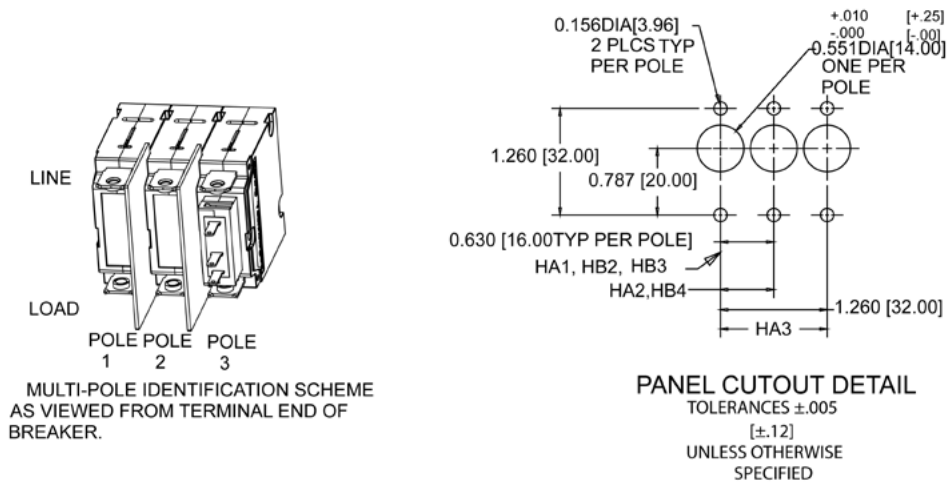 LINE
LOAD
POLE POLE POLE
1 2 3
MULTI-POLE IDENTIFICATION SCHEME
AS VIEWED FROM TERMINAL END OF
BREAKER.
0.156DIA[3.96]
2 PLCS TYP
PER POLE
+.010 [+.25]
-.000 [-.00]
0.551DIA[14.00]
ONE PER
POLE
1.260 [32.00]
0.787 [20.00]
0.630 [16.00TYP PER POLE]
HA1, HB2, HB3
HA2,HB4
1.260 [32.00]
HA3
PANEL CUTOUT DETAIL
TOLERANCES ±.005
[±.12]
UNLESS OTHERWISE
SPECIFIED